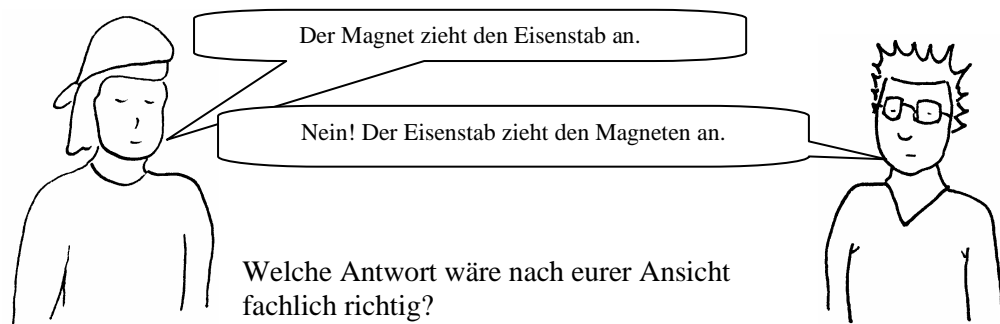 Der Magnet zieht den Eisenstab an.
Nein! Der Eisenstab zieht den Magneten an.
Welche Antwort wäre nach eurer Ansicht
fachlich richtig?